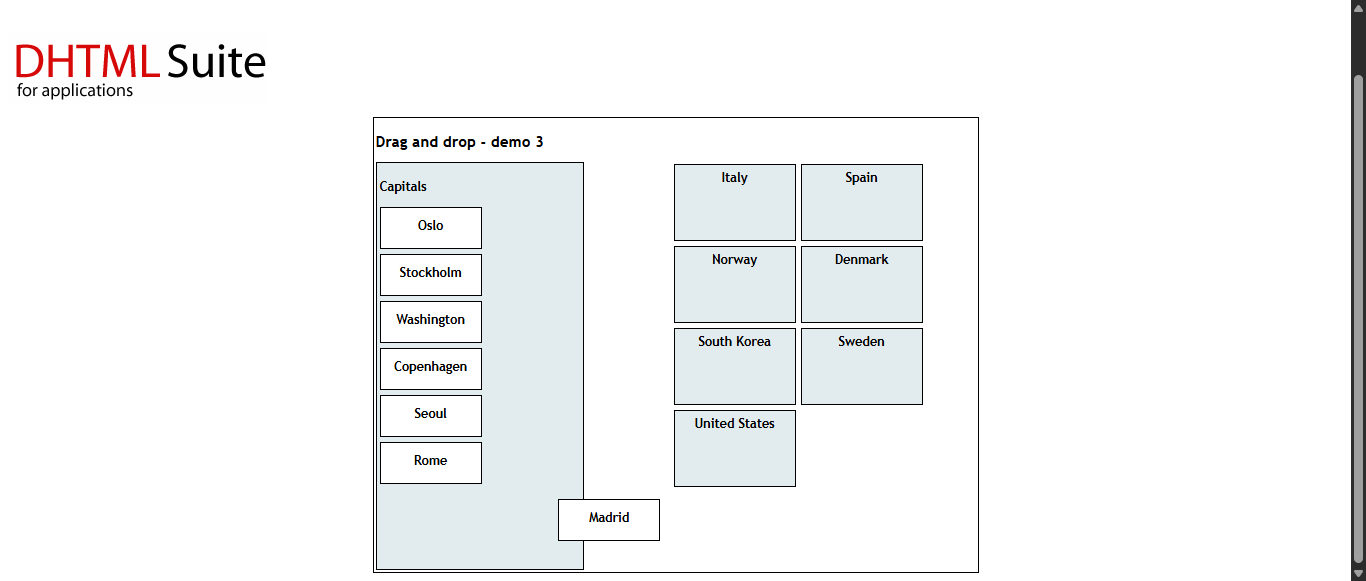 DHTML Suite
for applications
Drag and drop - demo 3
Capitals
Oslo
Stockholm
Washington
Copenhagen
Seoul
Rome
Madrid
Italy
Spain
Norway
Denmark
South Korea
Sweden
United States